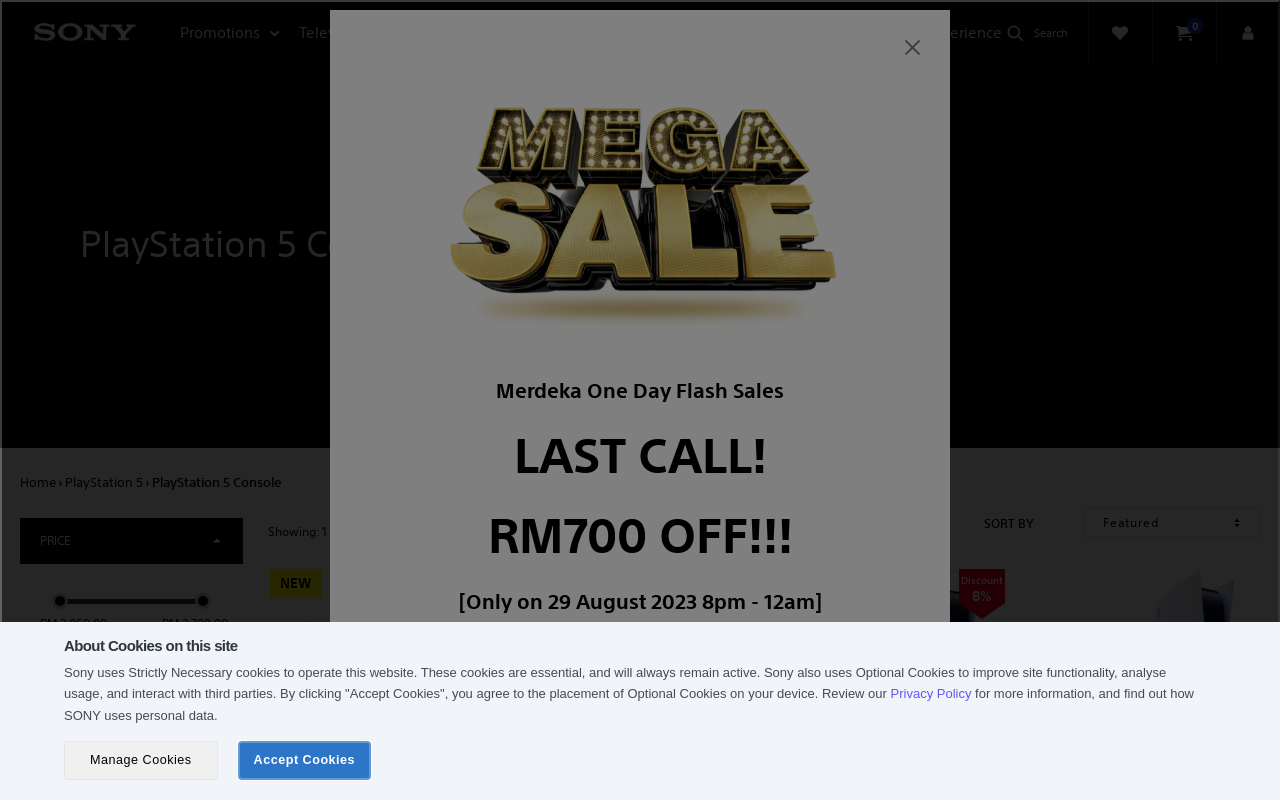 SONY
Promotions
erience
Search
0
MEGA
SALE
PlayStation 5
Merdeka One Day Flash Sales
LAST CALL!
RM700 OFF!!!
[Only on 29 August 2023 8pm - 12am]
Home › PlayStation 5 › PlayStation 5 Console
PRICE
Showing: 1
SORT BY
Featured
NEW
Discount
8%
About Cookies on this site
Sony uses Strictly Necessary cookies to operate this website. These cookies are essential, and will always remain active. Sony also uses Optional Cookies to improve site functionality, analyse
usage, and interact with third parties. By clicking "Accept Cookies", you agree to the placement of Optional Cookies on your device. Review our Privacy Policy for more information, and find out how
SONY uses personal data.
Manage Cookies
Accept Cookies